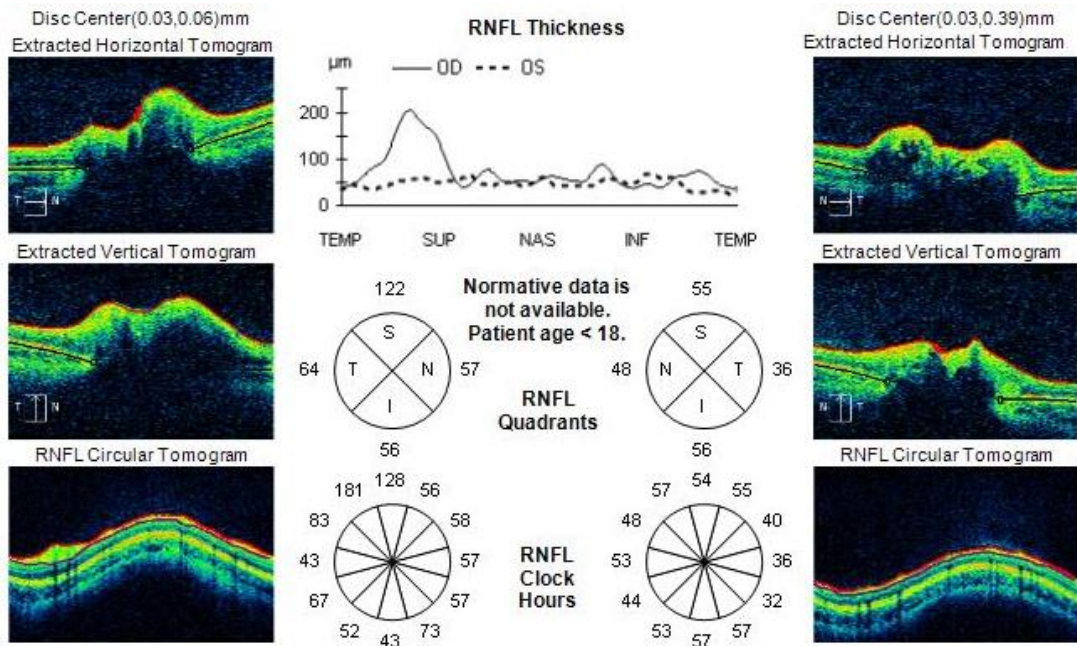 Disc Center(0.03,0.06)mm
Extracted Horizontal Tomogram
T N
Extracted Vertical Tomogram
T N
RNFL Circular Tomogram
RNFL Thickness
µm
OD OS
200
100
0
TEMP SUP NAS INF TEMP
Normative data is
not available.
Patient age < 18.
122
S
64 T N 57
I
56
55
S
48 N T 36
I
56
RNFL
Quadrants
128
181 56
83 58
43 57
67 57
52 73
43
RNFL
Clock
Hours
54
57 55
48 40
53 36
44 32
53 57
57
Disc Center(0.03,0.39)mm
Extracted Horizontal Tomogram
N T
Extracted Vertical Tomogram
N T
RNFL Circular Tomogram